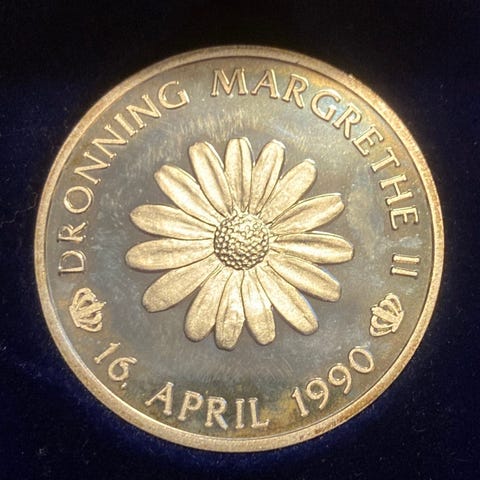 DRONNING MARGRETHE II
16. APRIL 1990